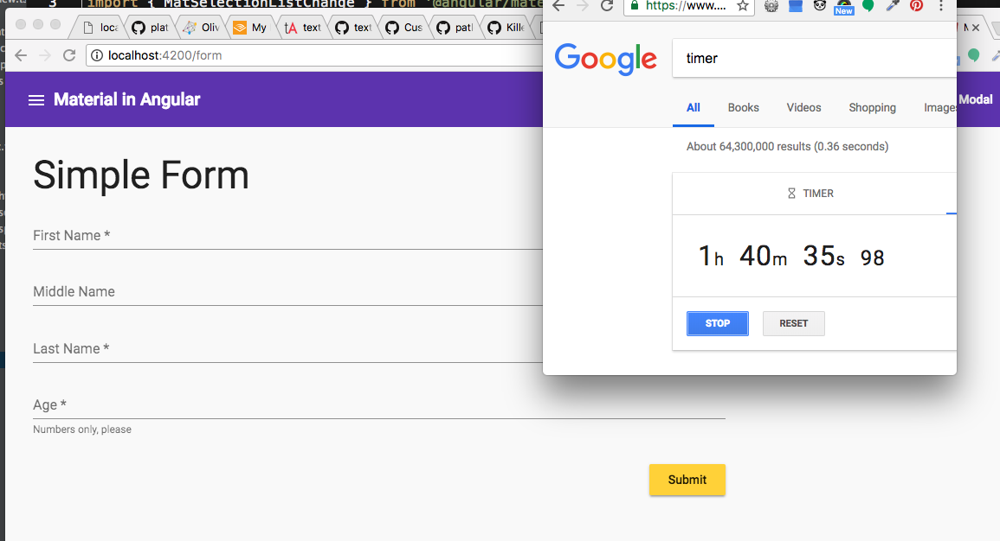 3 import { MatSelectionListChange } from
loca
plat
Oliv
My
text
text
Cus
patl
Kille
localhost:4200/form
Material in Angular
Modal
Simple Form
First Name *
Middle Name
Last Name *
Age *
Numbers only, please
Submit
https://www....
New
Google
timer
All Books Videos Shopping Images
About 64,300,000 results (0.36 seconds)
TIMER
1h 40m 35s 98
STOP RESET